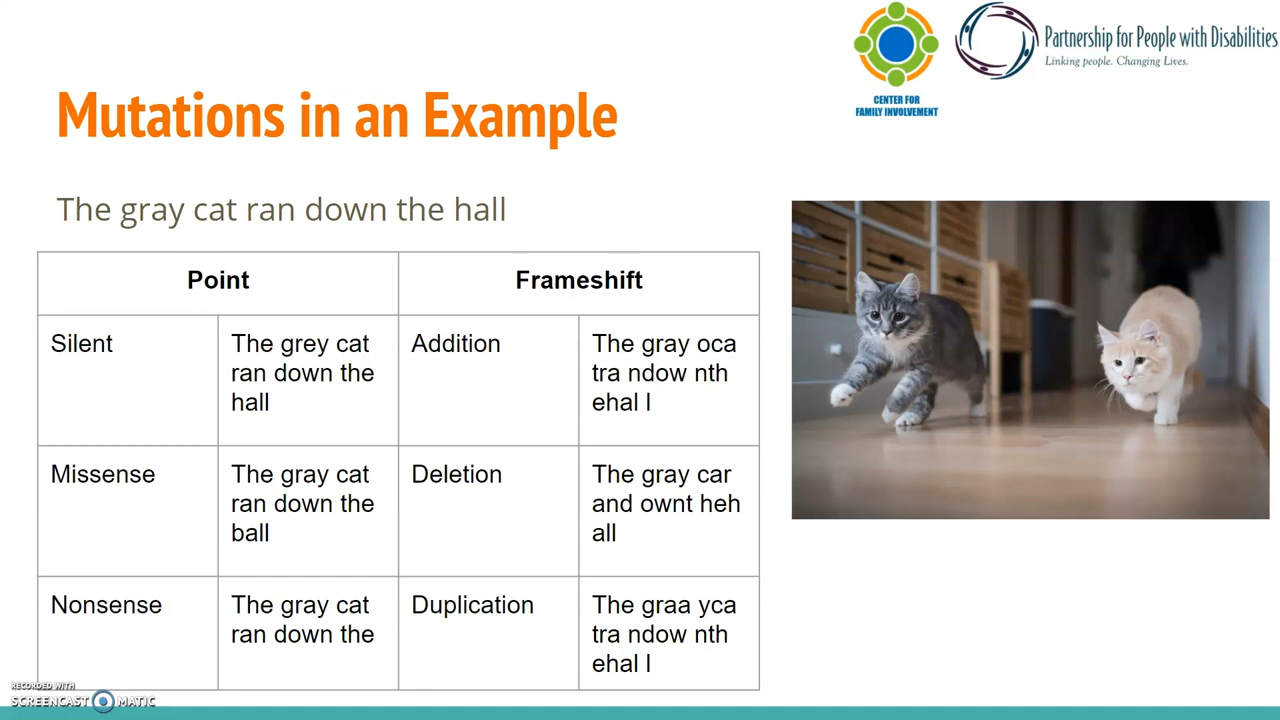 CENTER FOR
FAMILY INVOLVEMENT
Partnership for People with Disabilities
Linking people. Changing Lives.
Mutations in an Example
The gray cat ran down the hall
Point
Frameshift
Silent
The grey cat
ran down the
hall
Addition
The gray oca
tra ndow nth
ehal l
Missense
The gray cat
ran down the
ball
Deletion
The gray car
and ownt heh
all
Nonsense
The gray cat
ran down the
Duplication
The graa yca
tra ndow nth
ehal l
RECORDED WITH
SCREENCAST MATIC